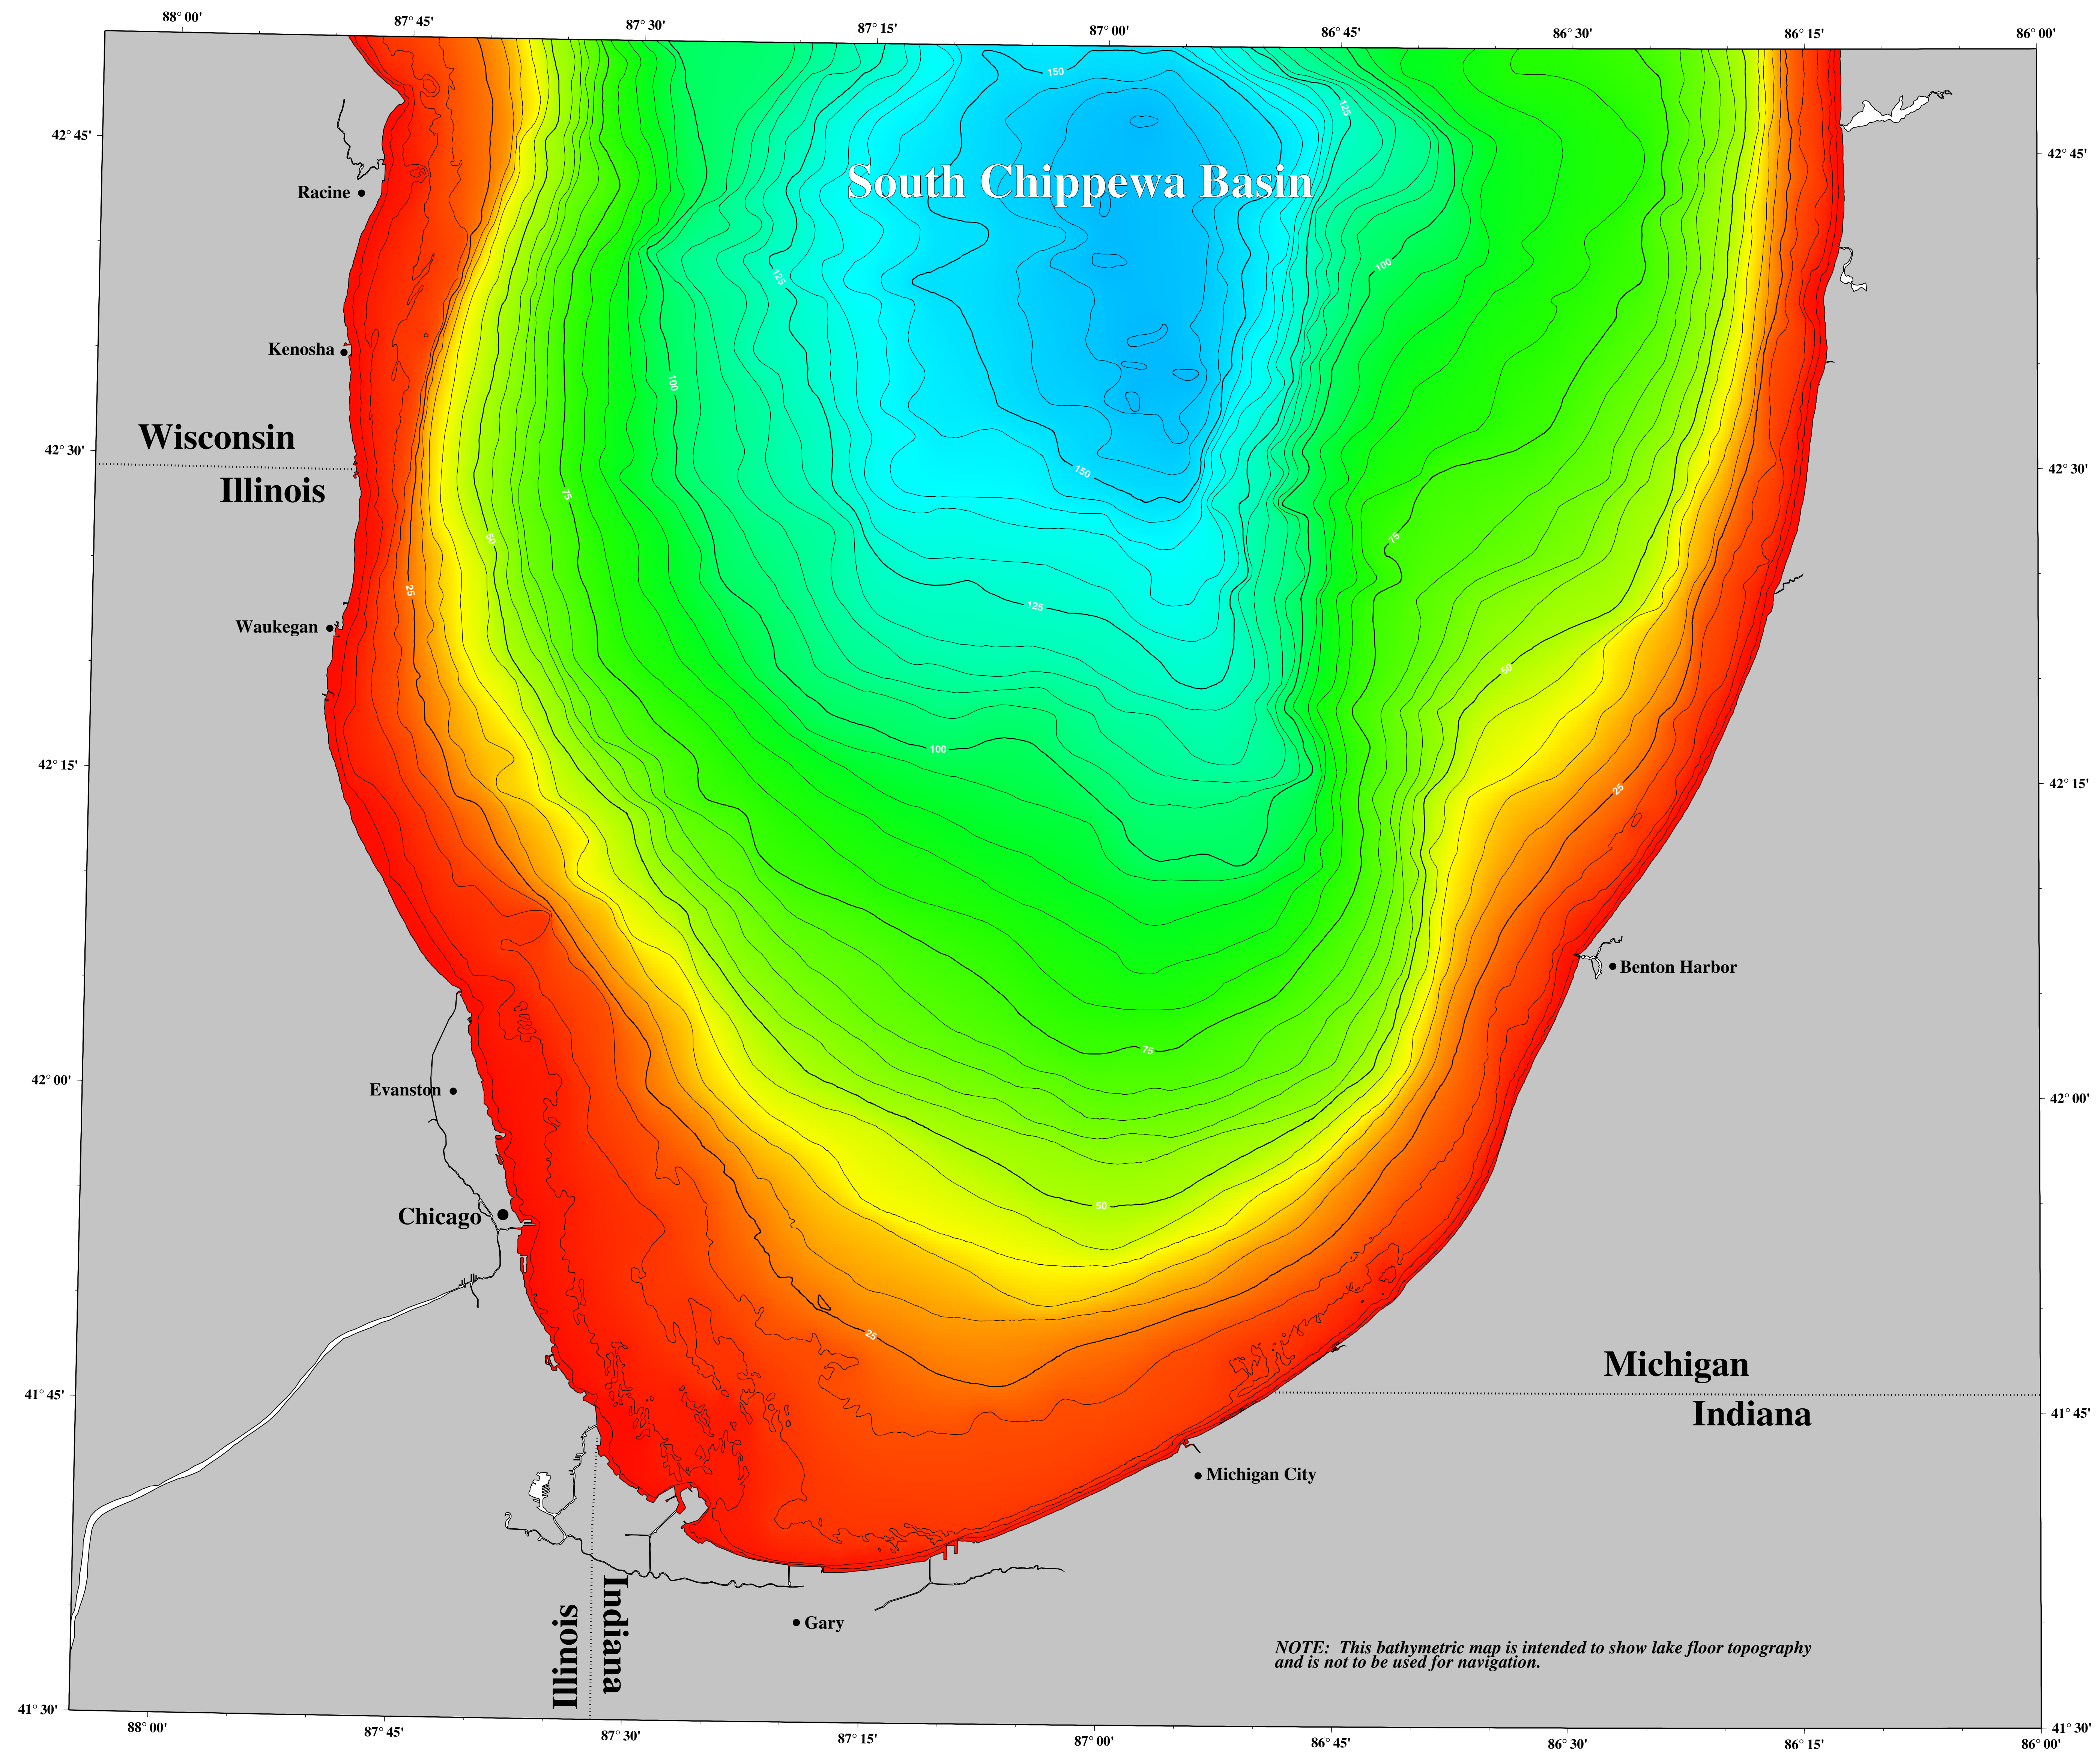 88° 00'
87° 45'
87° 30'
87° 15'
87° 00'
86° 45'
86° 30'
86° 15'
86° 00'
150
125
42° 45'
42° 45'
South Chippewa Basin
Racine
100
125
Kenosha
100
Wisconsin
42° 30'
42° 30'
150
Illinois
75
75
50
25
125
Waukegan
50
100
42° 15'
42° 15'
25
Benton Harbor
75
42° 00'
Evanston
42° 00'
50
Chicago
25
Michigan
41° 45'
41° 45'
Indiana
Michigan City
Illinois
Indiana
Gary
NOTE: This bathymetric map is intended to show lake floor topography
and is not to be used for navigation.
41° 30'
41° 30'
88° 00'
87° 45'
87° 30'
87° 15'
87° 00'
86° 45'
86° 30'
86° 15'
86° 00'